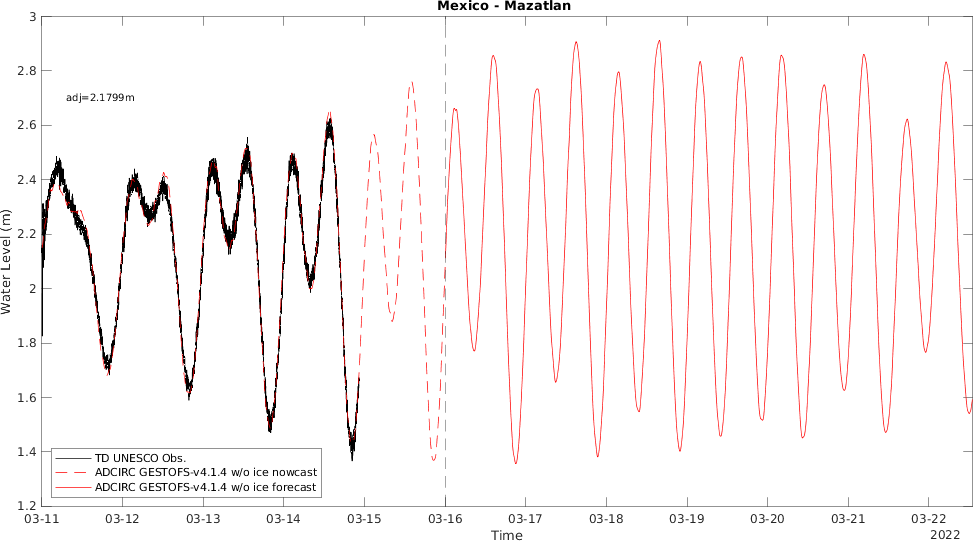 Mexico - Mazatlan
3
2.8
adj=2.1799m
2.6
2.4
2.2
2
1.8
1.6
1.4
1.2
Water Level (m)
TD UNESCO Obs.
ADCIRC GESTOFS-v4.1.4 w/o ice nowcast
ADCIRC GESTOFS-v4.1.4 w/o ice forecast
03-11 03-12 03-13 03-14 03-15 03-16 03-17 03-18 03-19 03-20 03-21 03-22
Time
2022